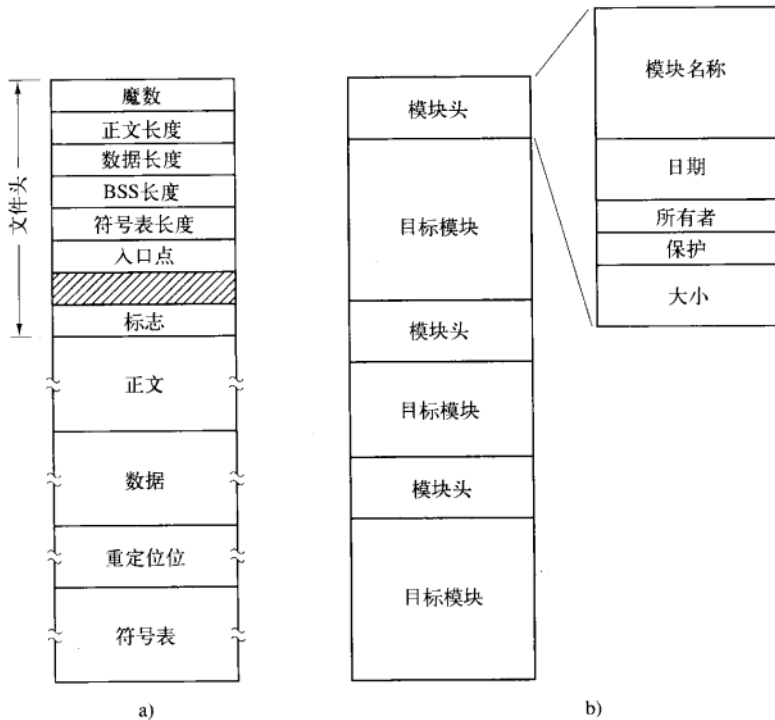 文件头
魔数
正文长度
数据长度
BSS长度
符号表长度
入口点
标志
正文
数据
重定位位
符号表
a)
模块头
目标模块
模块头
目标模块
模块头
目标模块
b)
模块名称
日期
所有者
保护
大小